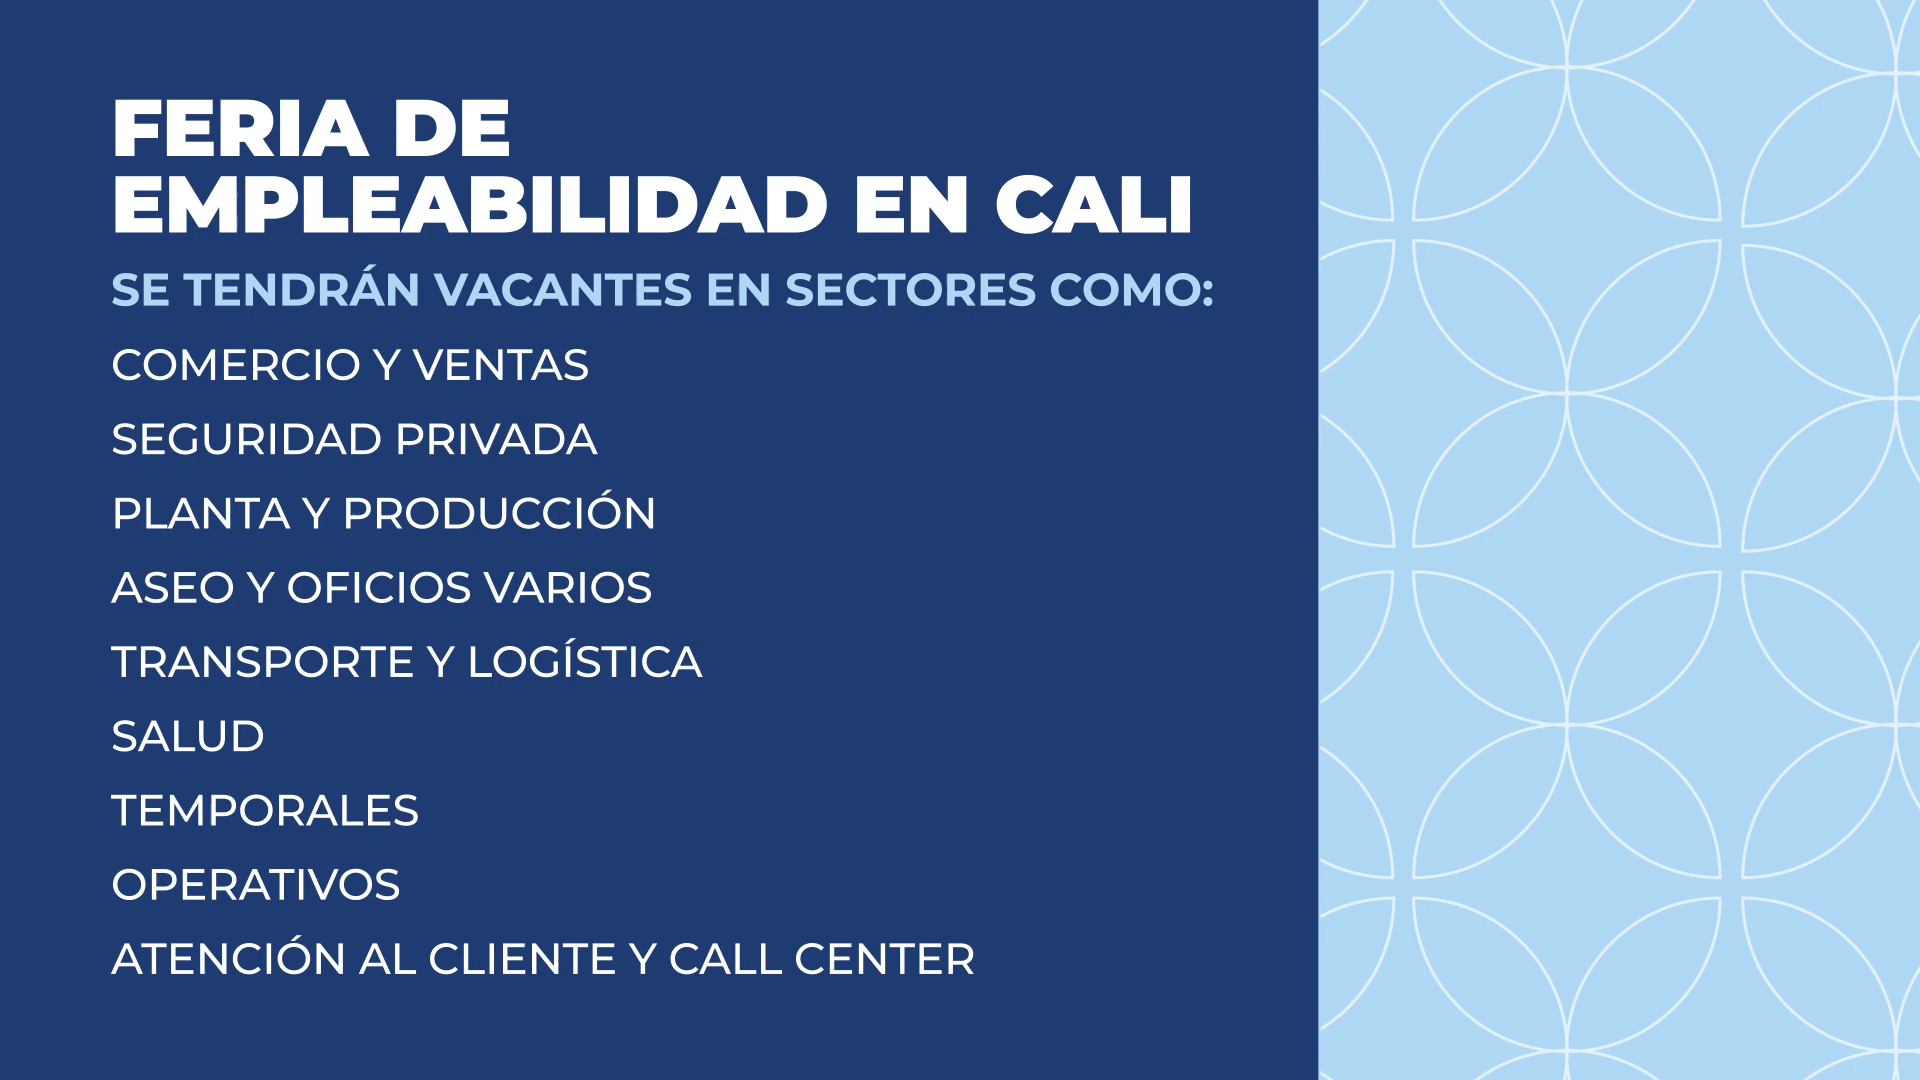 FERIA DE
EMPLEABILIDAD EN CALI
SE TENDRÁN VACANTES EN SECTORES COMO:
COMERCIO Y VENTAS
SEGURIDAD PRIVADA
PLANTA Y PRODUCCIÓN
ASEO Y OFICIOS VARIOS
TRANSPORTE Y LOGÍSTICA
SALUD
TEMPORALES
OPERATIVOS
ATENCIÓN AL CLIENTE Y CALL CENTER